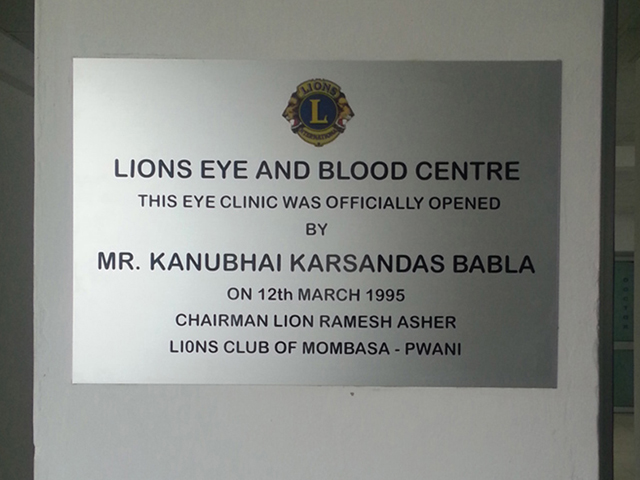 LIONS
L
INTERNATIONAL
LIONS EYE AND BLOOD CENTRE
THIS EYE CLINIC WAS OFFICIALLY OPENED
BY
MR. KANUBHAI KARSANDAS BABLA
ON 12th MARCH 1995
CHAIRMAN LION RAMESH ASHER
LI0NS CLUB OF MOMBASA - PWANI